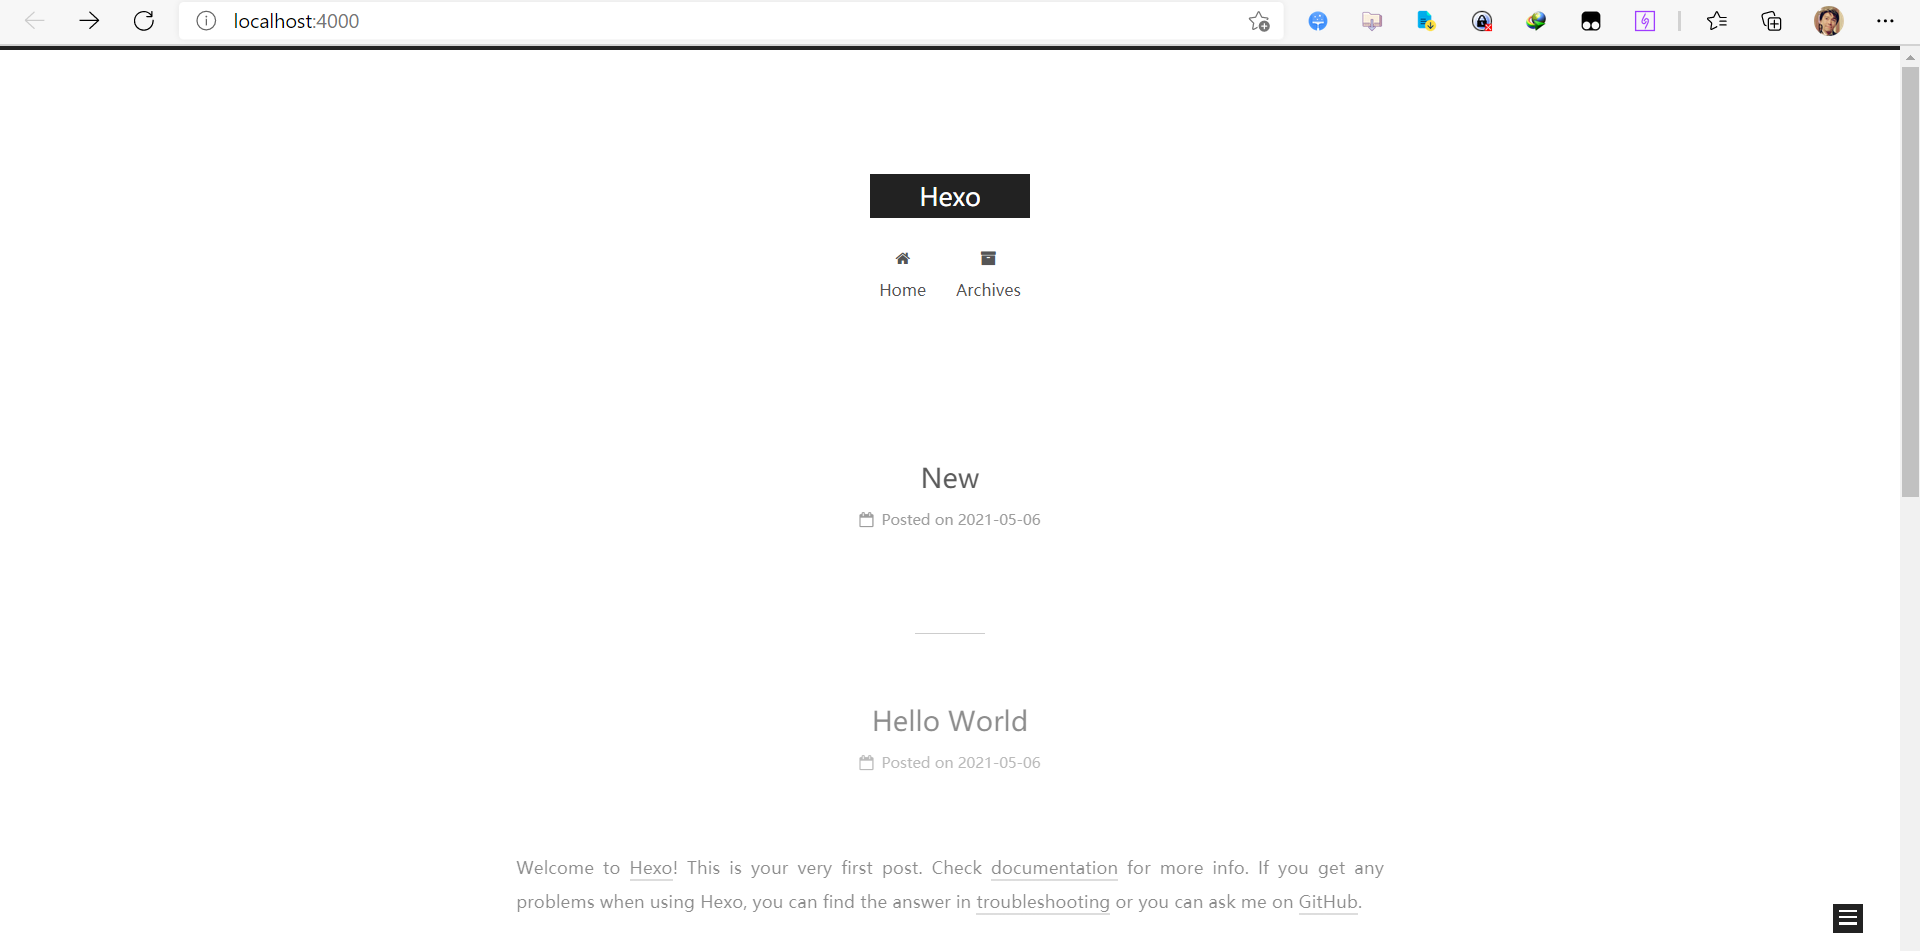 localhost:4000
Hexo
Home Archives
New
Posted on 2021-05-06
Hello World
Posted on 2021-05-06
Welcome to Hexo! This is your very first post. Check documentation for more info. If you get any
problems when using Hexo, you can find the answer in troubleshooting or you can ask me on GitHub.